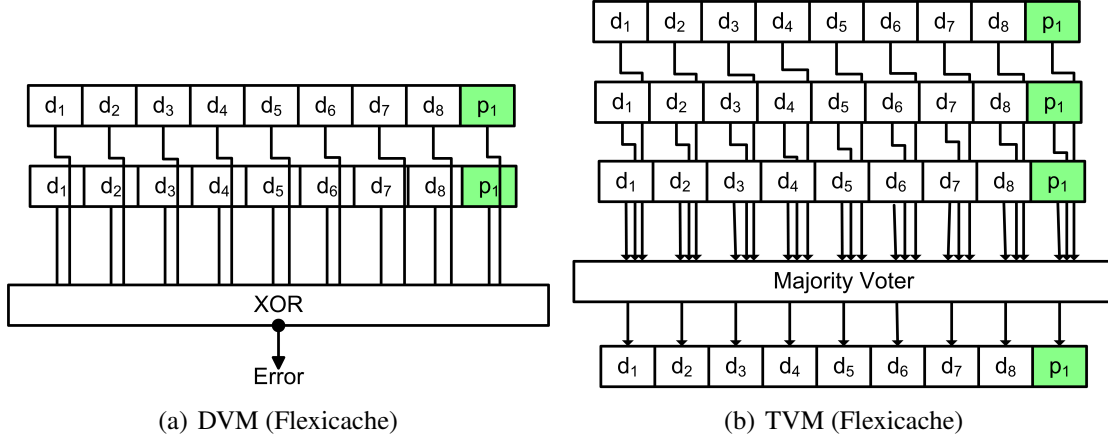 d₁ d₂ d₃ d₄ d₅ d₆ d₇ d₈ p₁
d₁ d₂ d₃ d₄ d₅ d₆ d₇ d₈ p₁
XOR
Error
(a) DVM (Flexicache)
d₁ d₂ d₃ d₄ d₅ d₆ d₇ d₈ p₁
d₁ d₂ d₃ d₄ d₅ d₆ d₇ d₈ p₁
d₁ d₂ d₃ d₄ d₅ d₆ d₇ d₈ p₁
Majority Voter
d₁ d₂ d₃ d₄ d₅ d₆ d₇ d₈ p₁
(b) TVM (Flexicache)